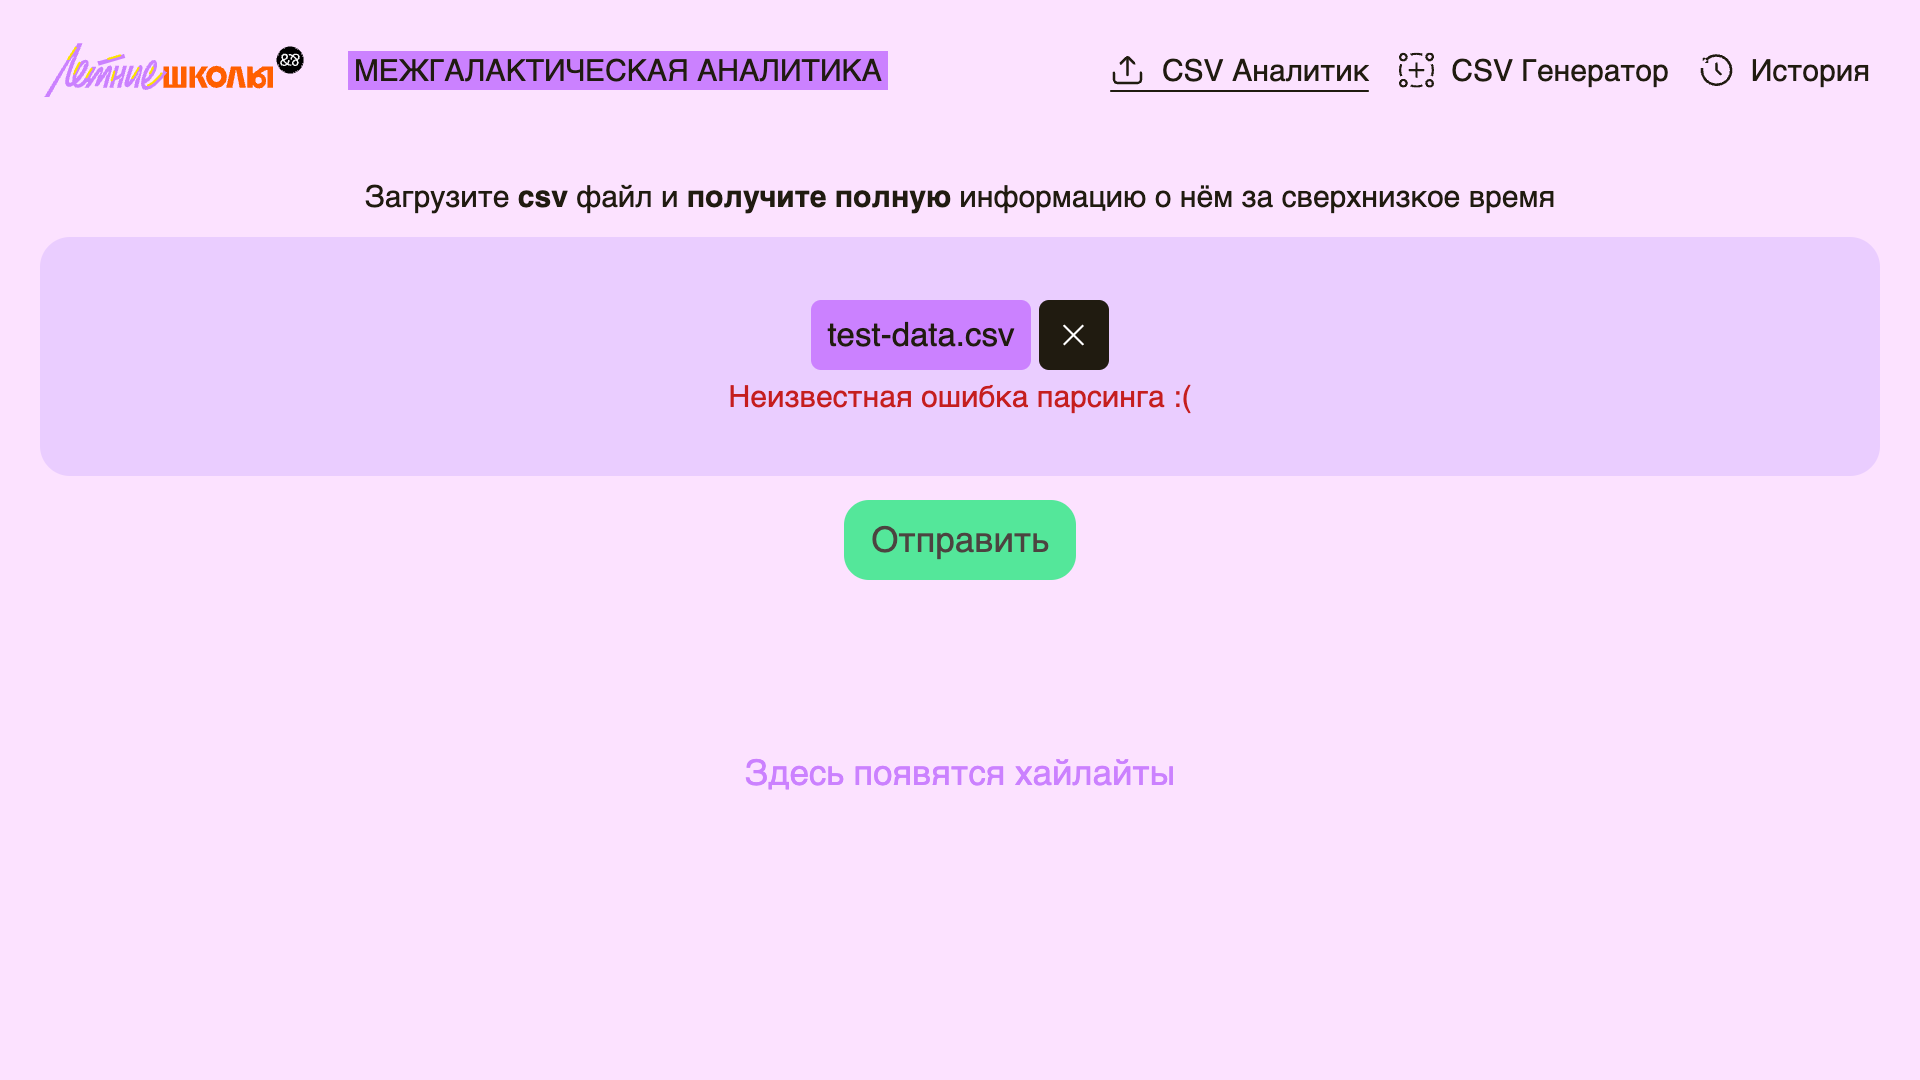 Летние школы
МЕЖГАЛАКТИЧЕСКАЯ АНАЛИТИКА
CSV Аналитик
CSV Генератор
История
Загрузите csv файл и получите полную информацию о нём за сверхнизкое время
test-data.csv
Неизвестная ошибка парсинга :(
Отправить
Здесь появятся хайлайты